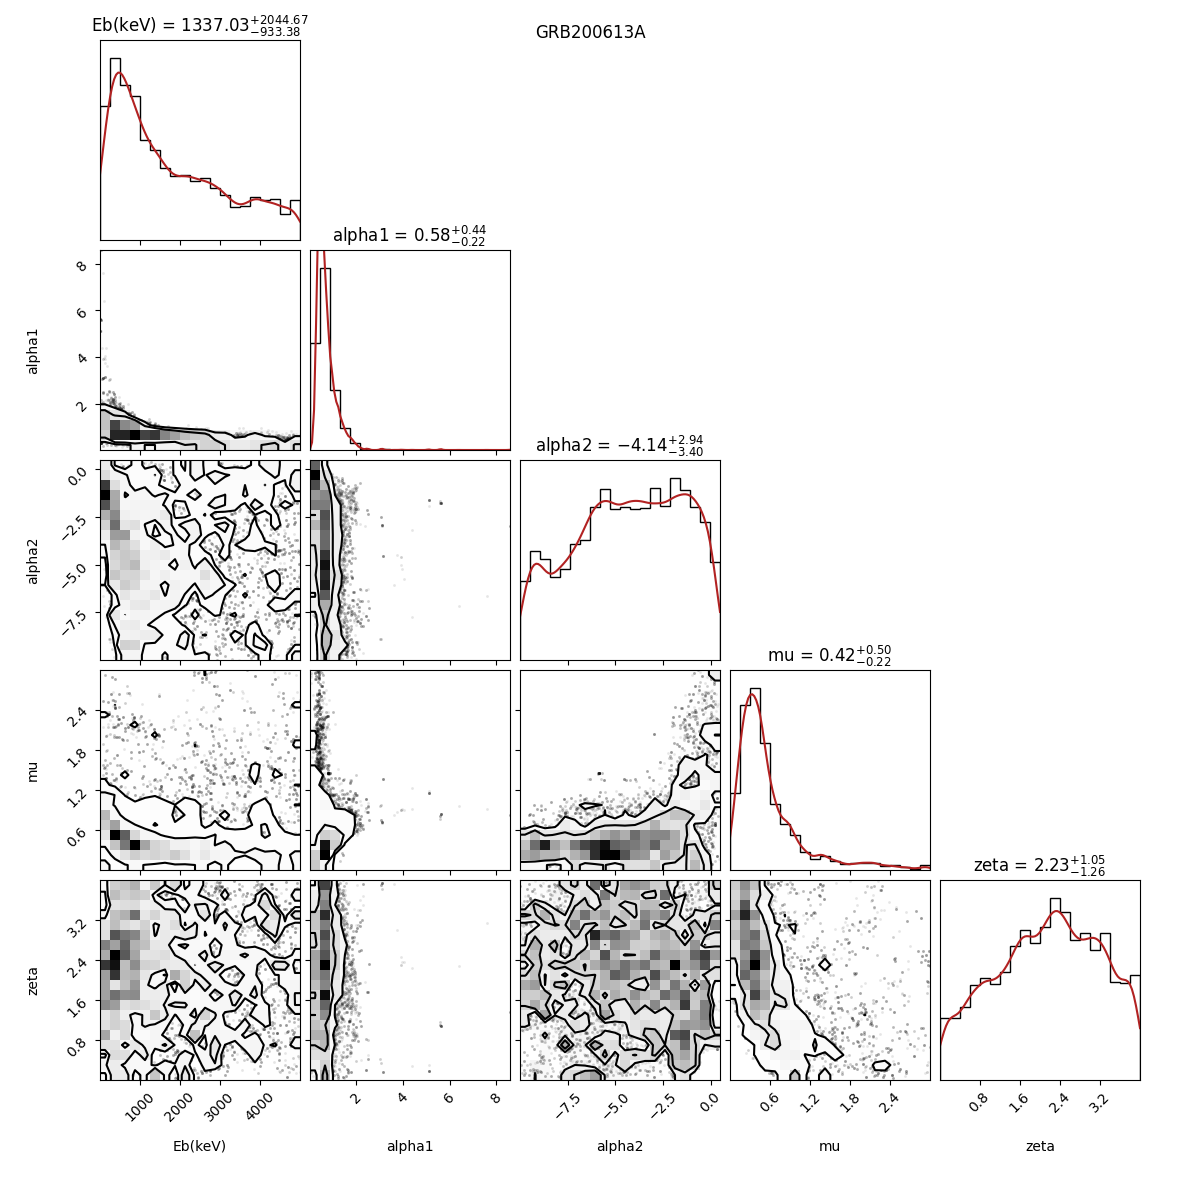 Eb(keV) = 1337.03+2044.67−933.38
GRB200613A
alpha1 = 0.58+0.44−0.22
8
6
4
2
alpha1
alpha2 = −4.14+2.94−3.40
0.0
−2.5
−5.0
−7.5
alpha2
mu = 0.42+0.50−0.22
2.4
1.8
1.2
0.6
mu
zeta = 2.23+1.05−1.26
3.2
2.4
1.6
0.8
zeta
1000 2000 3000 4000 2 4 6 8 −7.5 −5.0 −2.5 0.0 0.6 1.2 1.8 2.4 0.8 1.6 2.4 3.2
Eb(keV) alpha1 alpha2 mu zeta